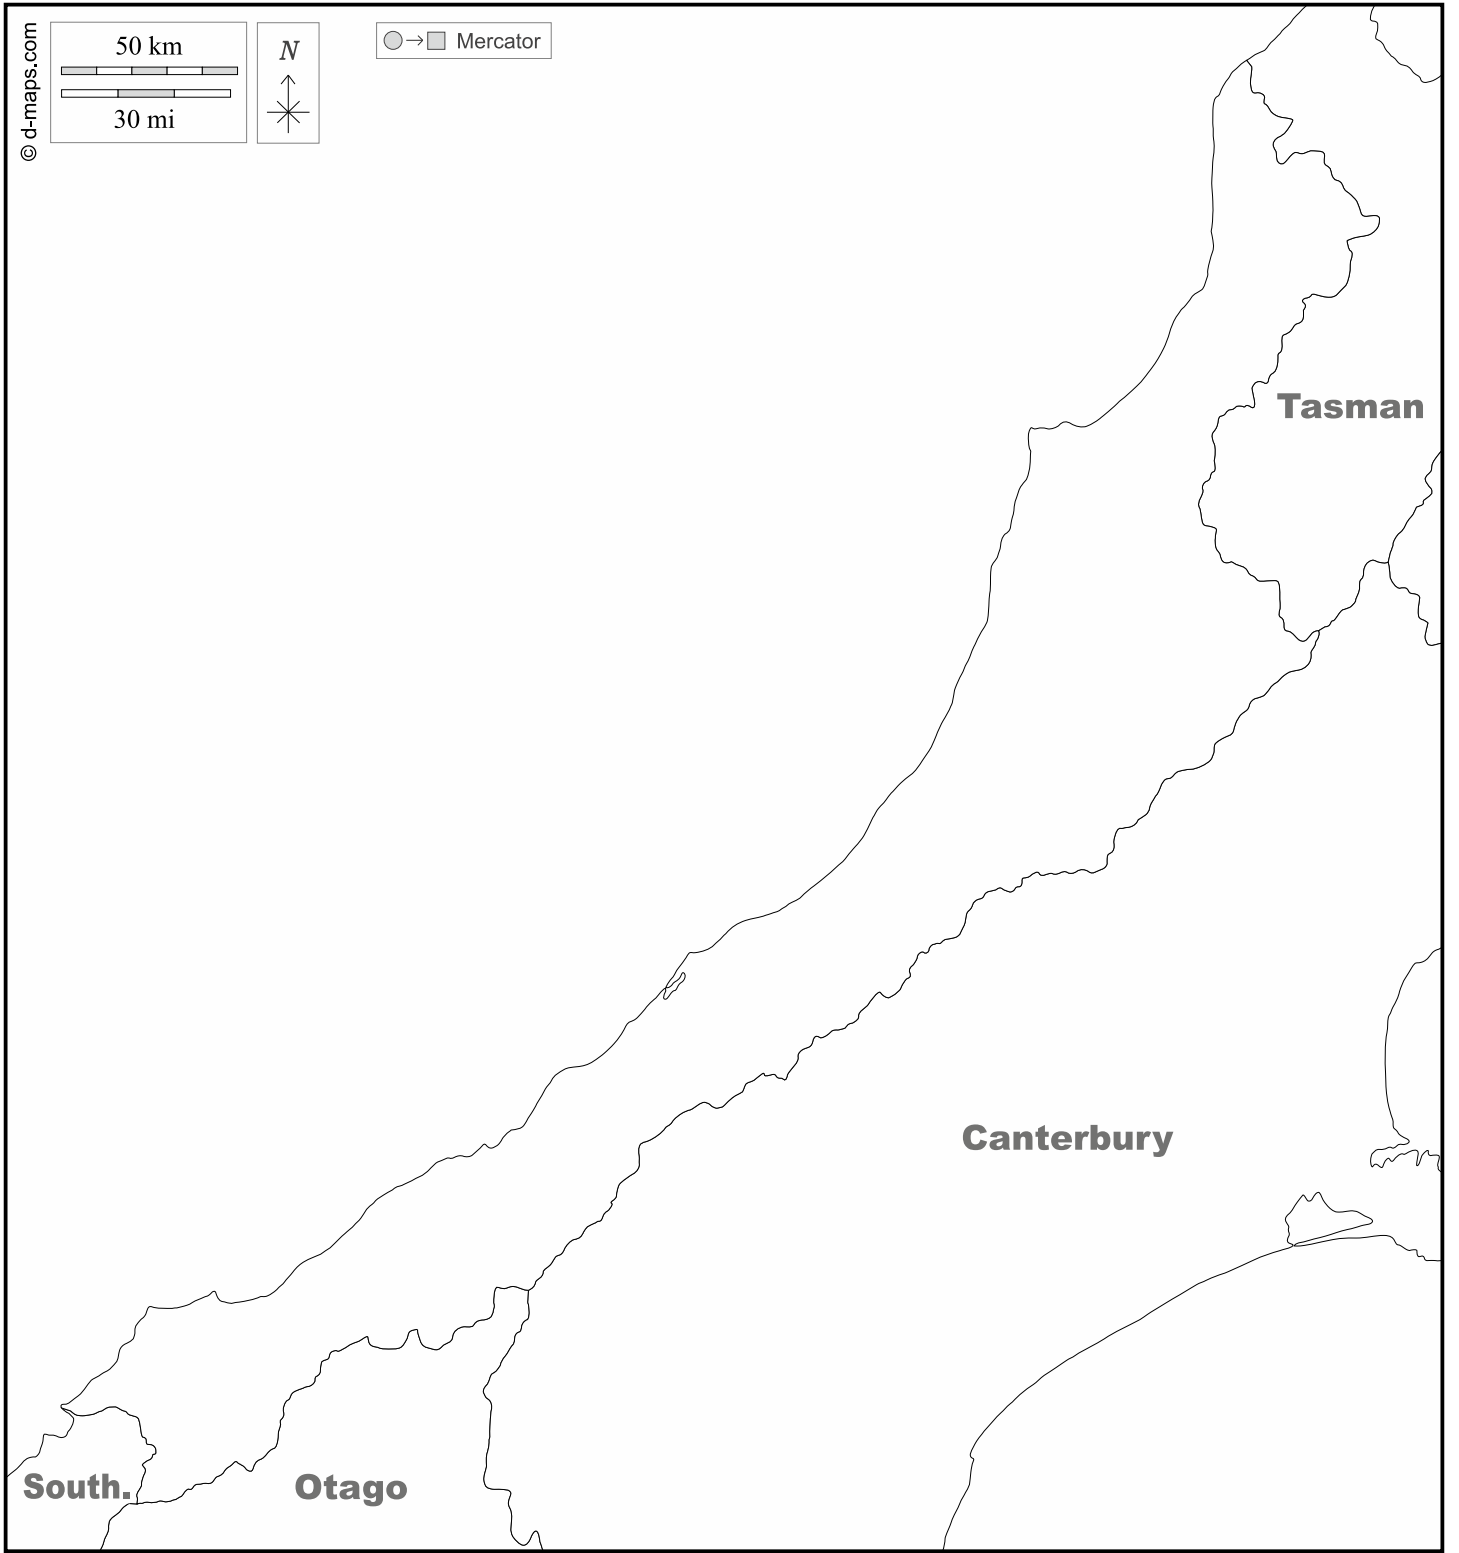 © d-maps.com
50 km
30 mi
N
Mercator
Tasman
Canterbury
South.
Otago